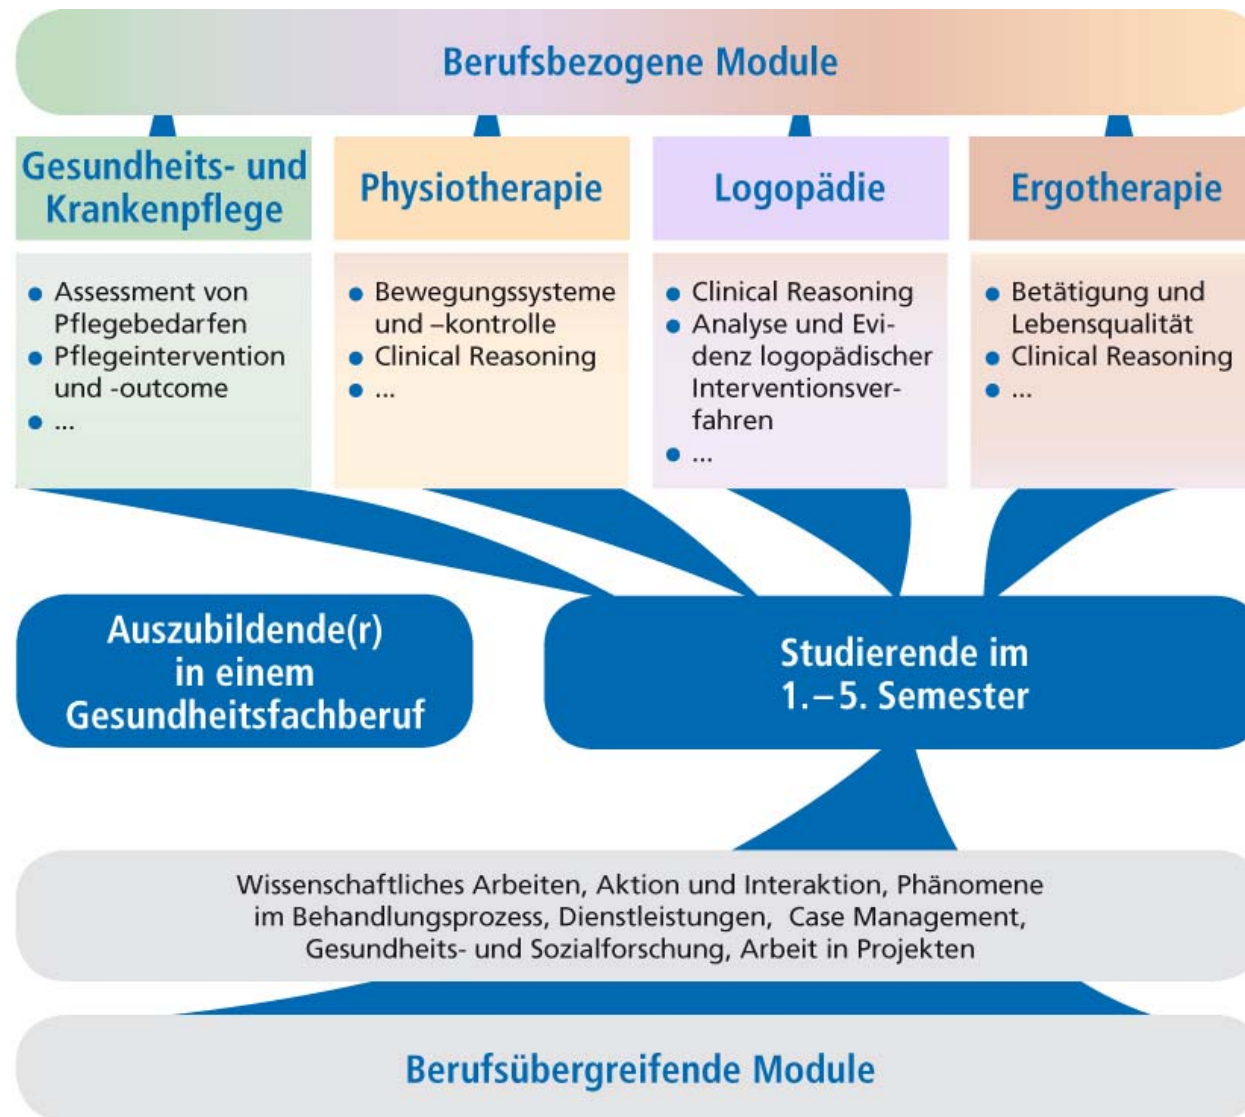 Berufsbezogene Module
Gesundheits- und
Krankenpflege
Physiotherapie
Logopädie
Ergotherapie
● Assessment von
Pflegebedarfen
● Pflegeintervention
und -outcome
● ...
● Bewegungssysteme
und –kontrolle
● Clinical Reasoning
● ...
● Clinical Reasoning
● Analyse und Evi-
denz logopädischer
Interventionsver-
fahren
● ...
● Betätigung und
Lebensqualität
● Clinical Reasoning
● ...
Auszubildende(r)
in einem
Gesundheitsfachberuf
Studierende im
1.–5. Semester
Wissenschaftliches Arbeiten, Aktion und Interaktion, Phänomene
im Behandlungsprozess, Dienstleistungen, Case Management,
Gesundheits- und Sozialforschung, Arbeit in Projekten
Berufsübergreifende Module